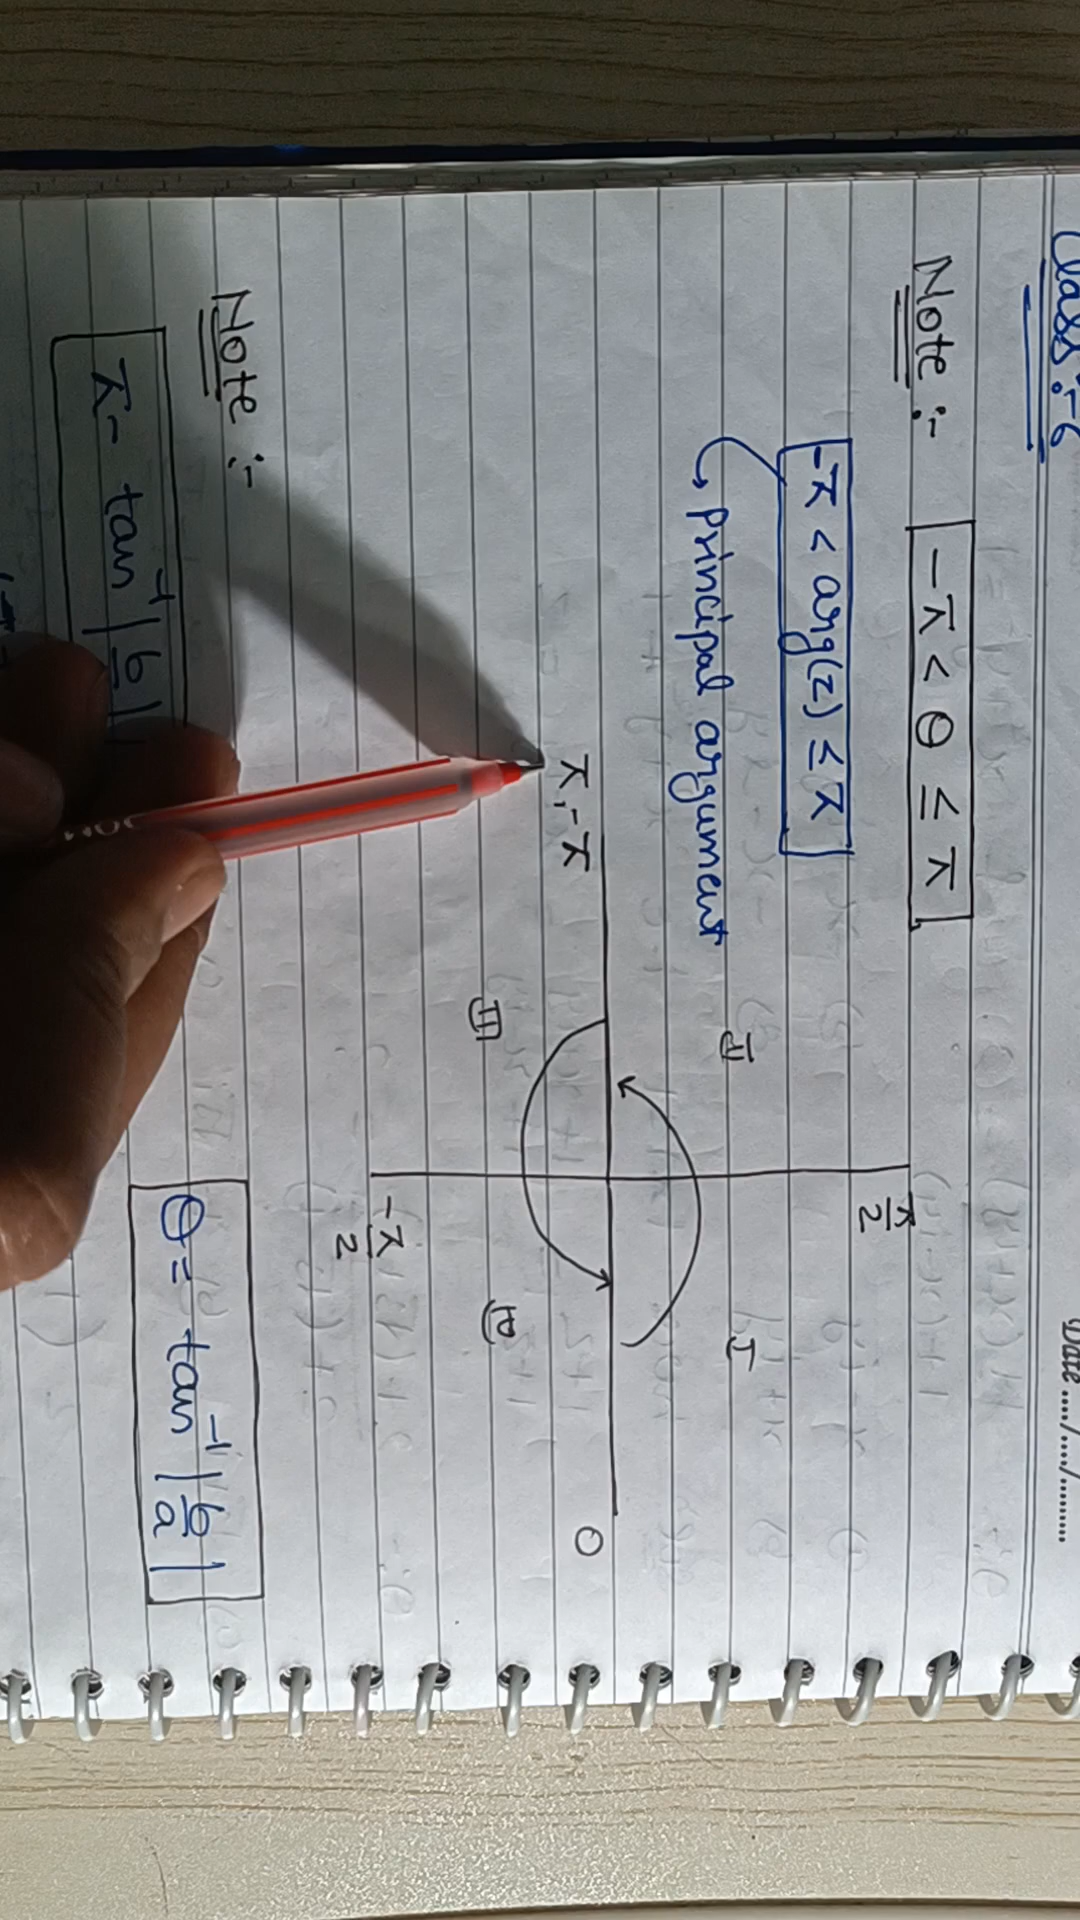 Class :- 6
Date ..../..../.........
Note :- -π < θ ≤ π
-π < arg(z) ≤ π
↳ Principal argument
π/2
II
I
π, -π
0
III
IV
-π/2
Note :-
π - tan⁻¹|b
θ = tan⁻¹|b/a|